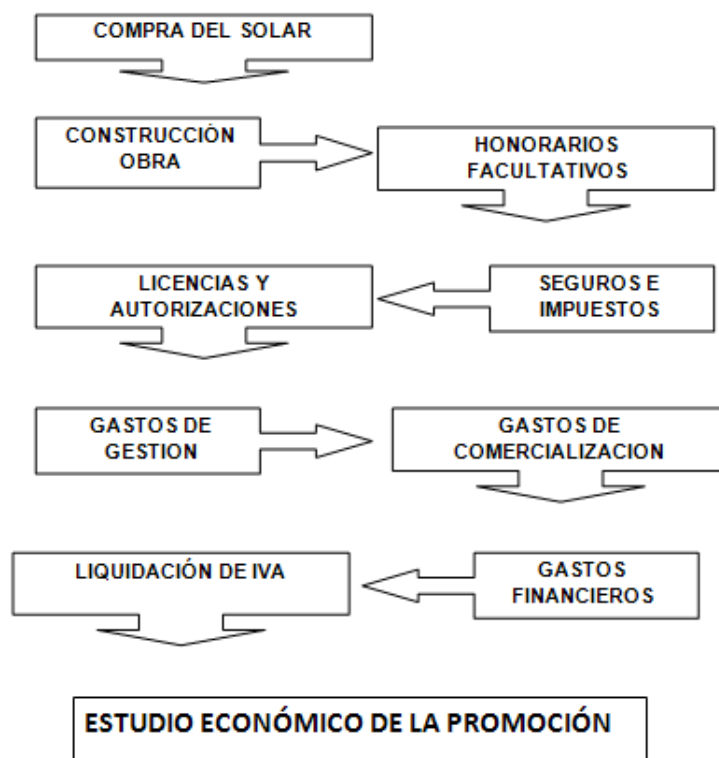 COMPRA DEL SOLAR
CONSTRUCCIÓN
OBRA
HONORARIOS
FACULTATIVOS
LICENCIAS Y
AUTORIZACIONES
SEGUROS E
IMPUESTOS
GASTOS DE
GESTION
GASTOS DE
COMERCIALIZACION
LIQUIDACIÓN DE IVA
GASTOS
FINANCIEROS
ESTUDIO ECONÓMICO DE LA PROMOCIÓN